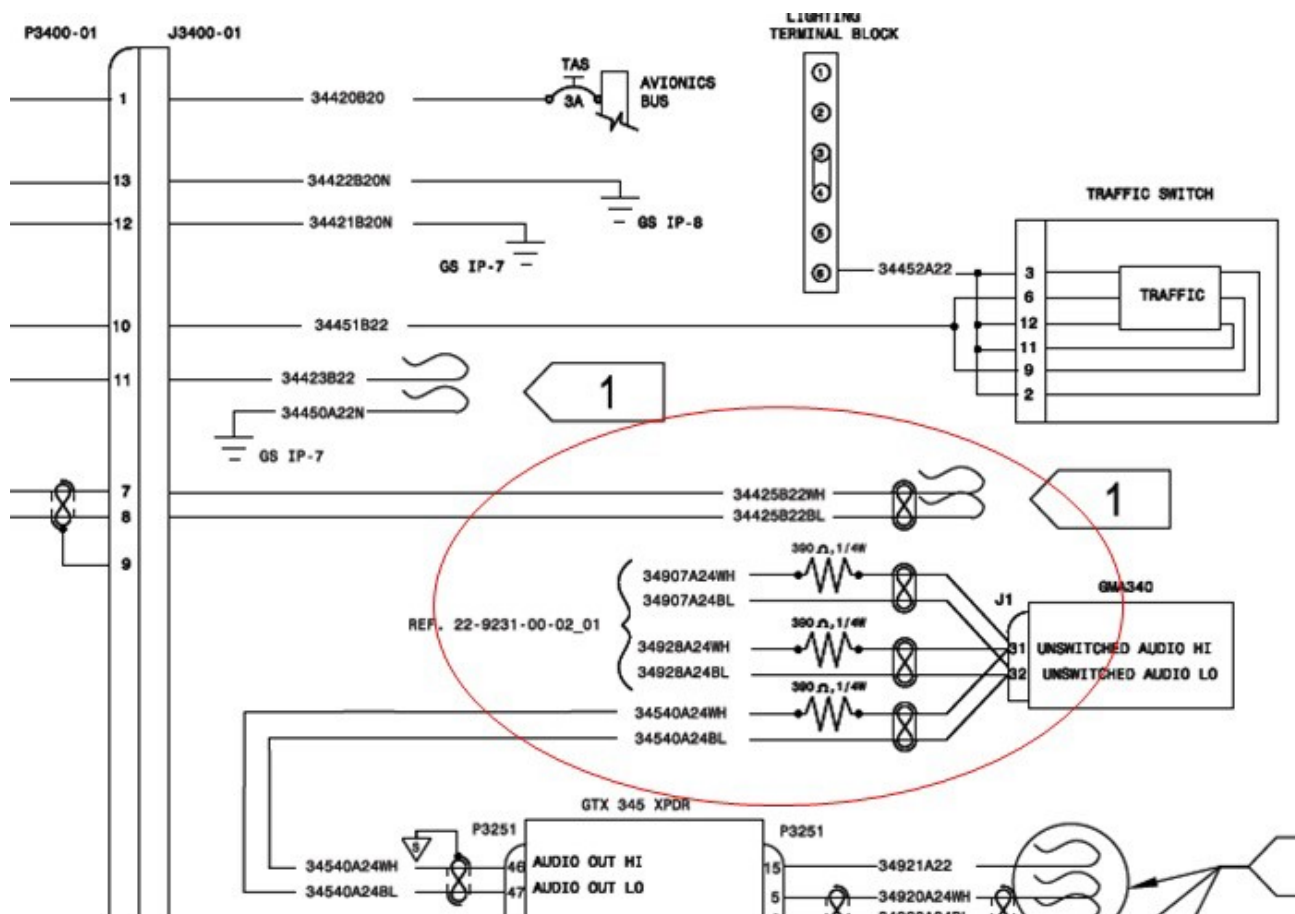 P3400-01 J3400-01
LIGHTING
TERMINAL BLOCK
1 34420B20
TAS
3A
AVIONICS
BUS
1
2
3
4
5
6
13 34422B20N
GS IP-8
12 34421B20N
GS IP-7
TRAFFIC SWITCH
34452A22 3
6
12
11
9
2
TRAFFIC
10 34451B22
11 34423B22
34450A22N
GS IP-7
1
7 34425B22WH
8 34425B22BL
9
1
REF. 22-9231-00-02_01
34907A24WH 390Ω,1/4W
34907A24BL
34928A24WH 390Ω,1/4W
34928A24BL
34540A24WH 390Ω,1/4W
34540A24BL
J1 GMA340
31 UNSWITCHED AUDIO HI
32 UNSWITCHED AUDIO LO
GTX 345 XPDR
P3251 P3251
S
34540A24WH 46 AUDIO OUT HI
34540A24BL 47 AUDIO OUT LO
15 34921A22
5 34920A24WH